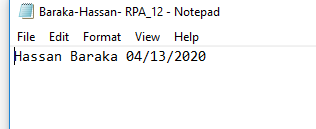 Baraka-Hassan- RPA_12 - Notepad
File Edit Format View Help
Hassan Baraka 04/13/2020